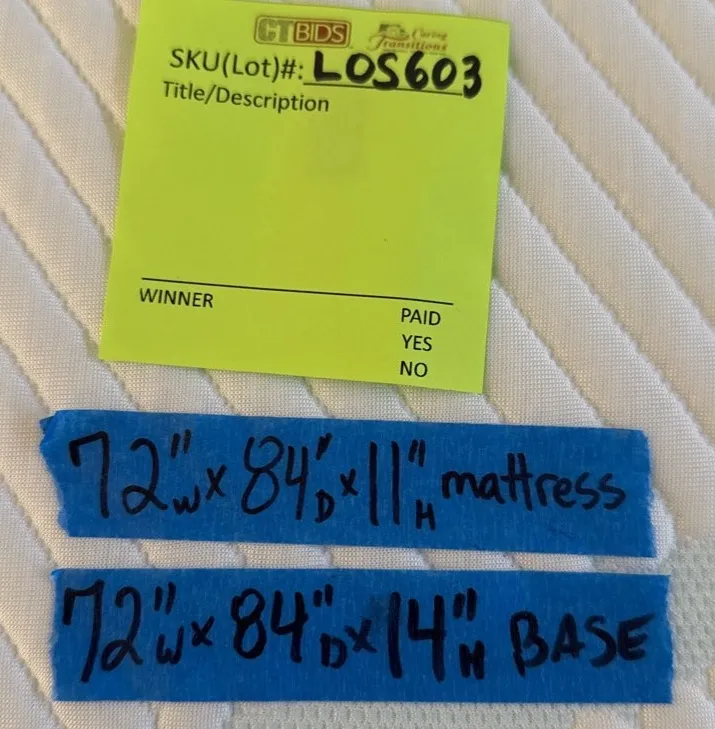 CTBIDS Caring Transitions
SKU(Lot)#: LOS603
Title/Description
WINNER
PAID
YES
NO
72"W x 84"D x 11"H mattress
72"W x 84"D x 14"H BASE